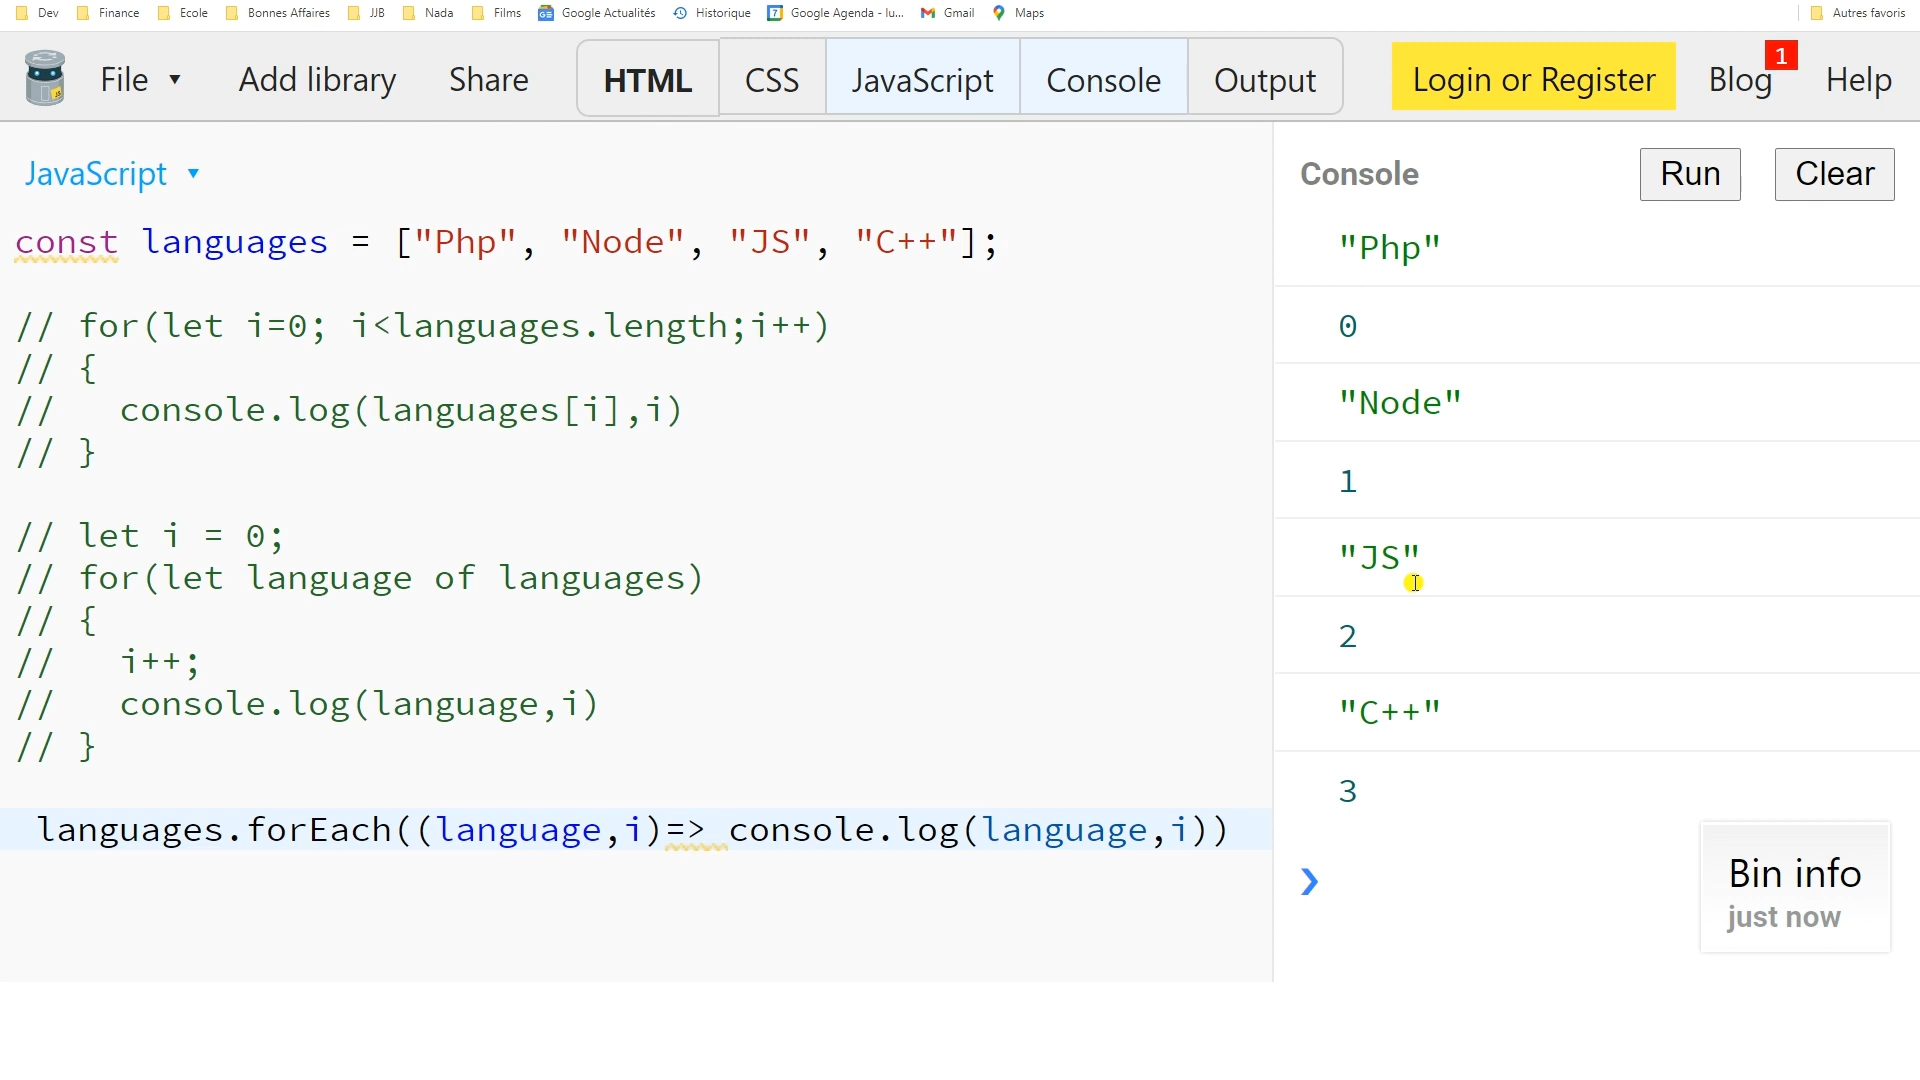 Dev Finance Ecole Bonnes Affaires JJB Nada Films Google Actualités Historique Google Agenda - lu... Gmail Maps Autres favoris
File Add library Share HTML CSS JavaScript Console Output Login or Register Blog 1 Help
JavaScript
const languages = ["Php", "Node", "JS", "C++"];
// for(let i=0; i<languages.length;i++)
// {
//   console.log(languages[i],i)
// }
// let i = 0;
// for(let language of languages)
// {
//   i++;
//   console.log(language,i)
// }
languages.forEach((language,i)=> console.log(language,i))
Console Run Clear
"Php"
0
"Node"
1
"JS"
2
"C++"
3
Bin info
just now